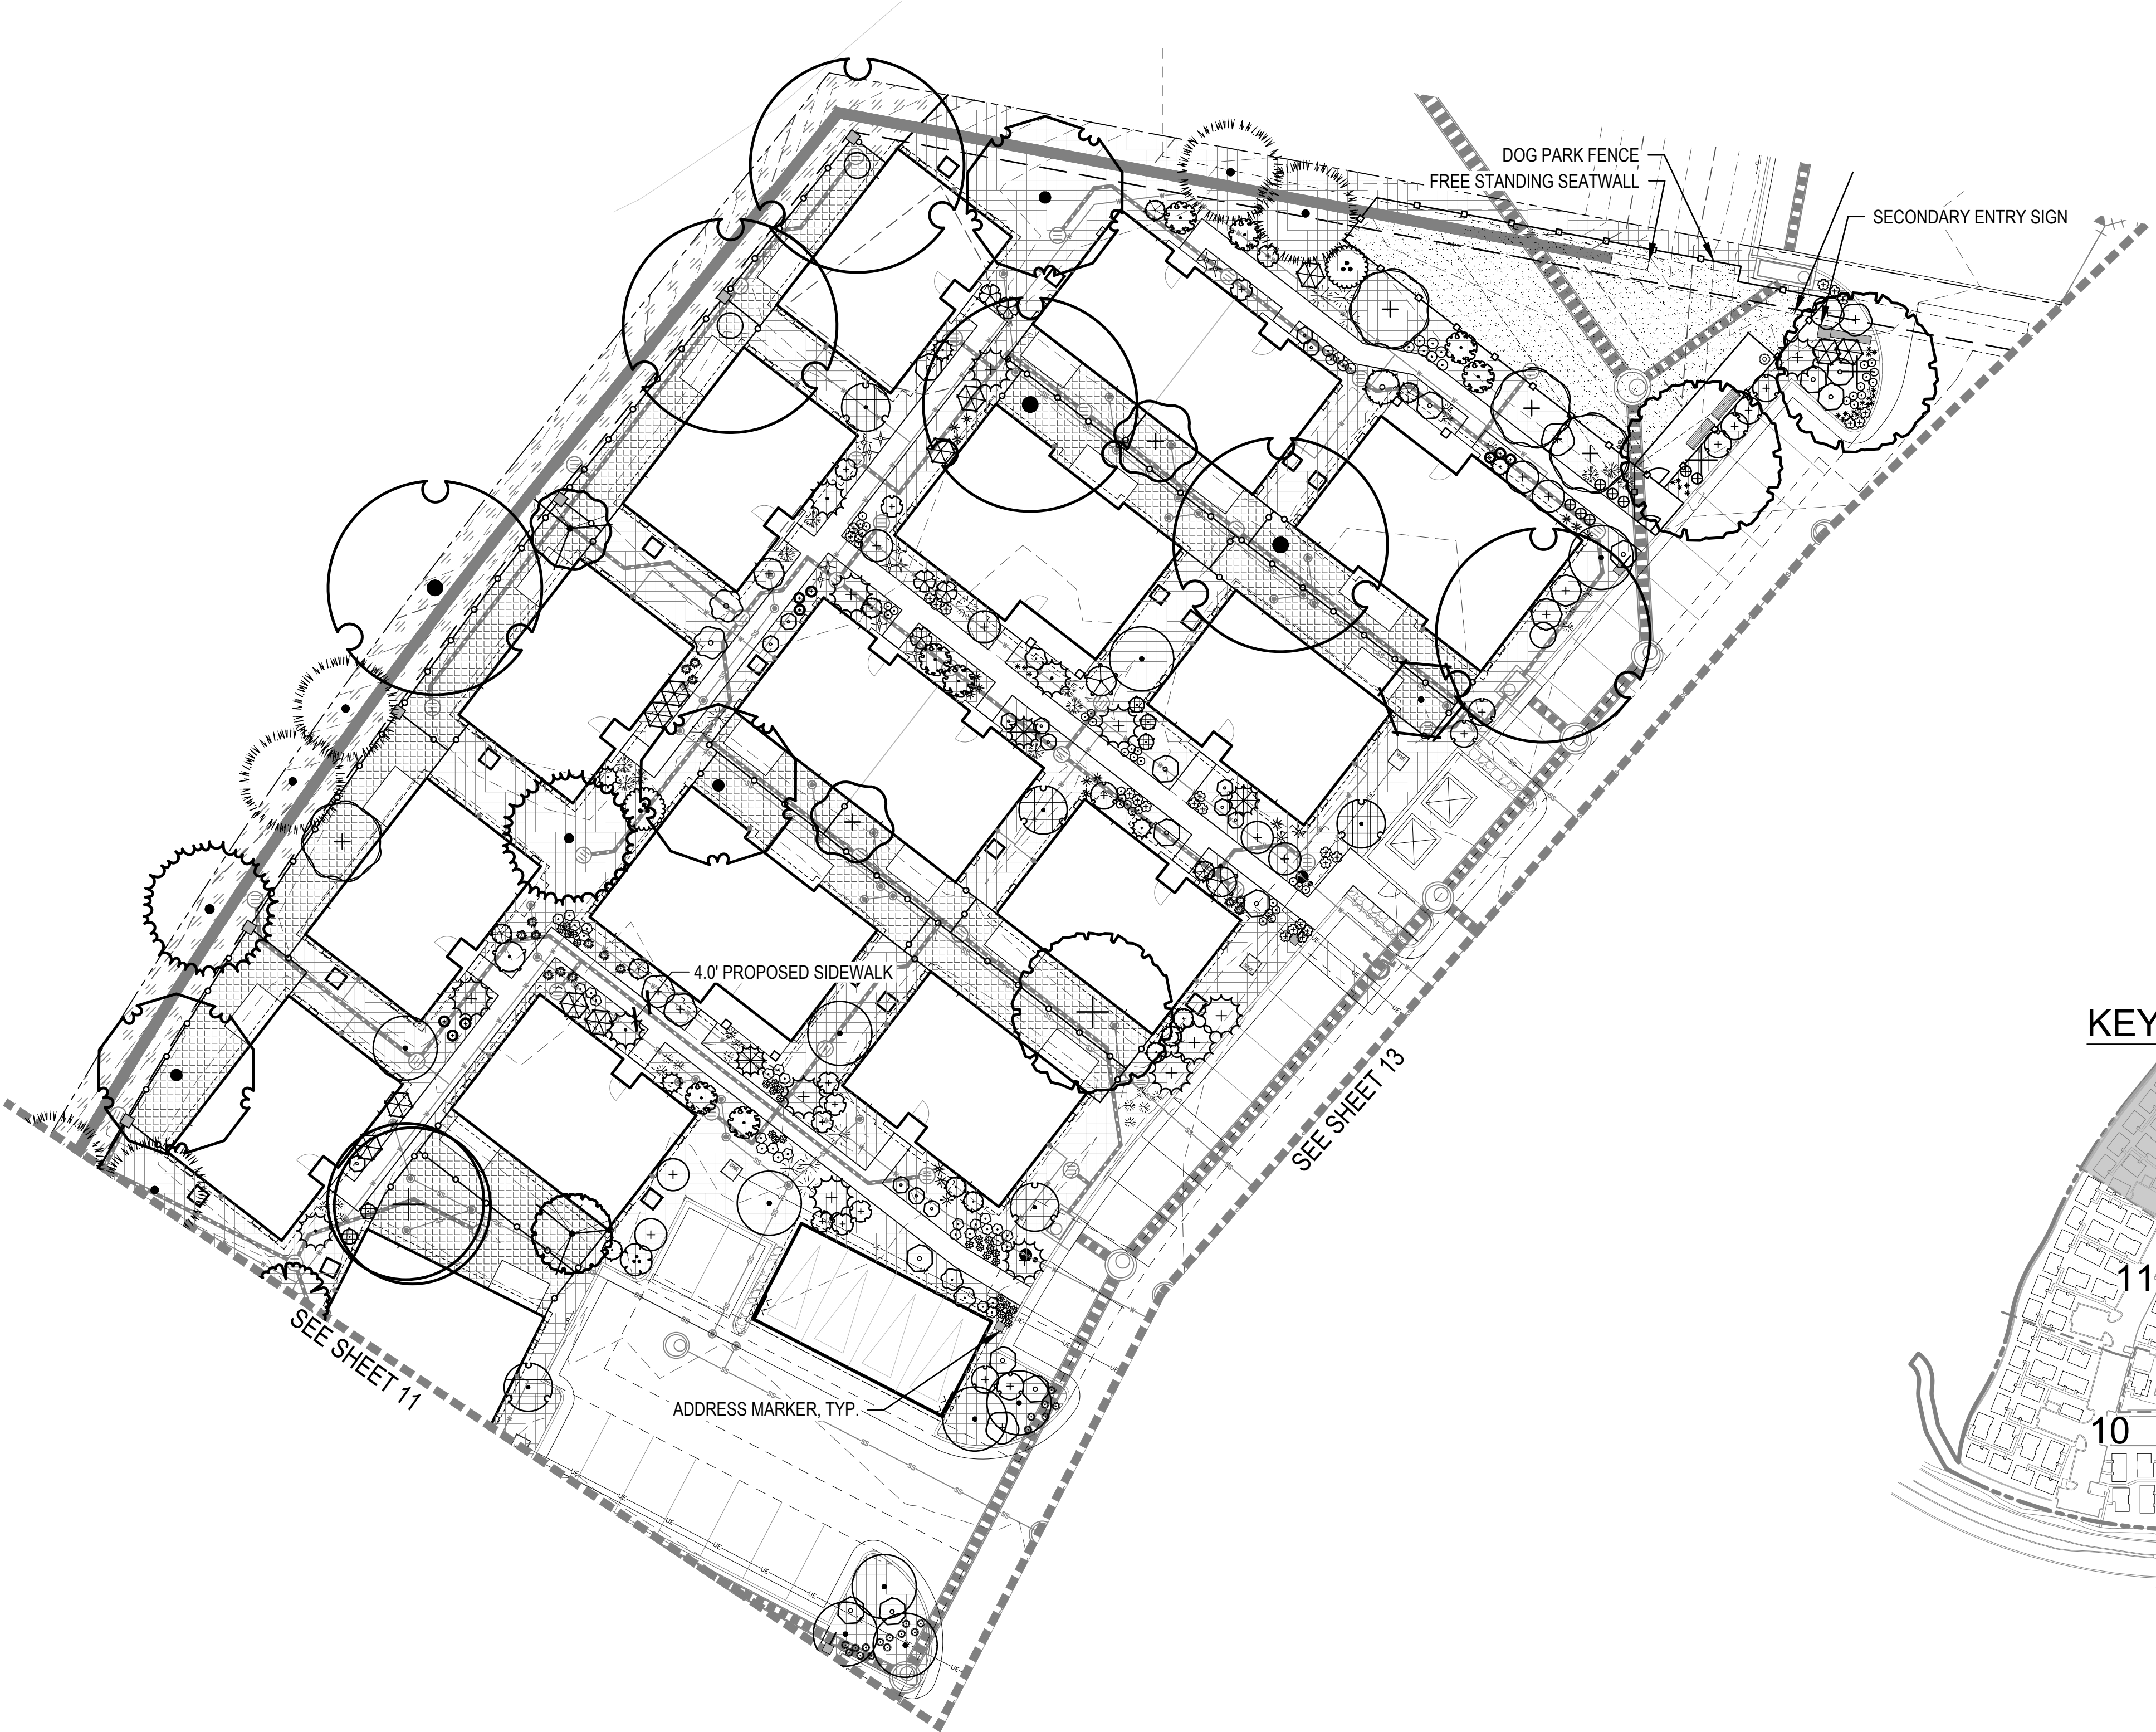 DOG PARK FENCE
FREE STANDING SEATWALL
SECONDARY ENTRY SIGN
4.0' PROPOSED SIDEWALK
KEY
SEE SHEET 13
11
SEE SHEET 11
ADDRESS MARKER, TYP.
10